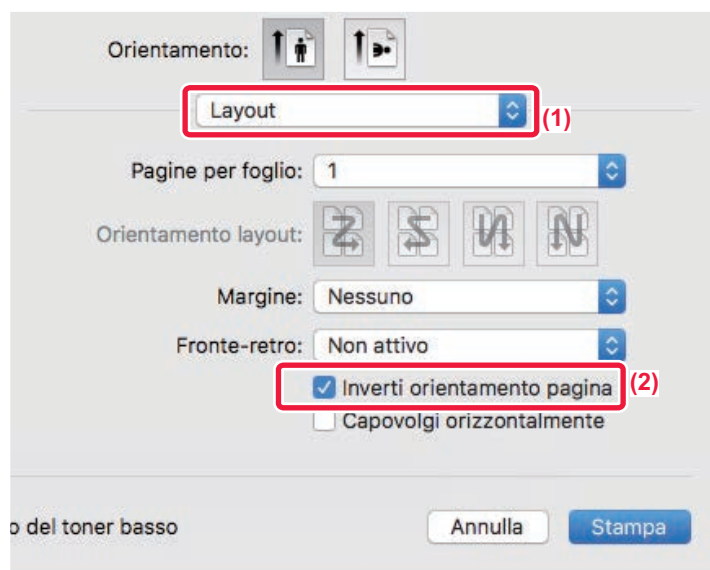 Orientamento:
Layout
(1)
Pagine per foglio: 1
Orientamento layout:
Margine: Nessuno
Fronte-retro: Non attivo
Inverti orientamento pagina (2)
Capovolgi orizzontalmente
o del toner basso Annulla Stampa